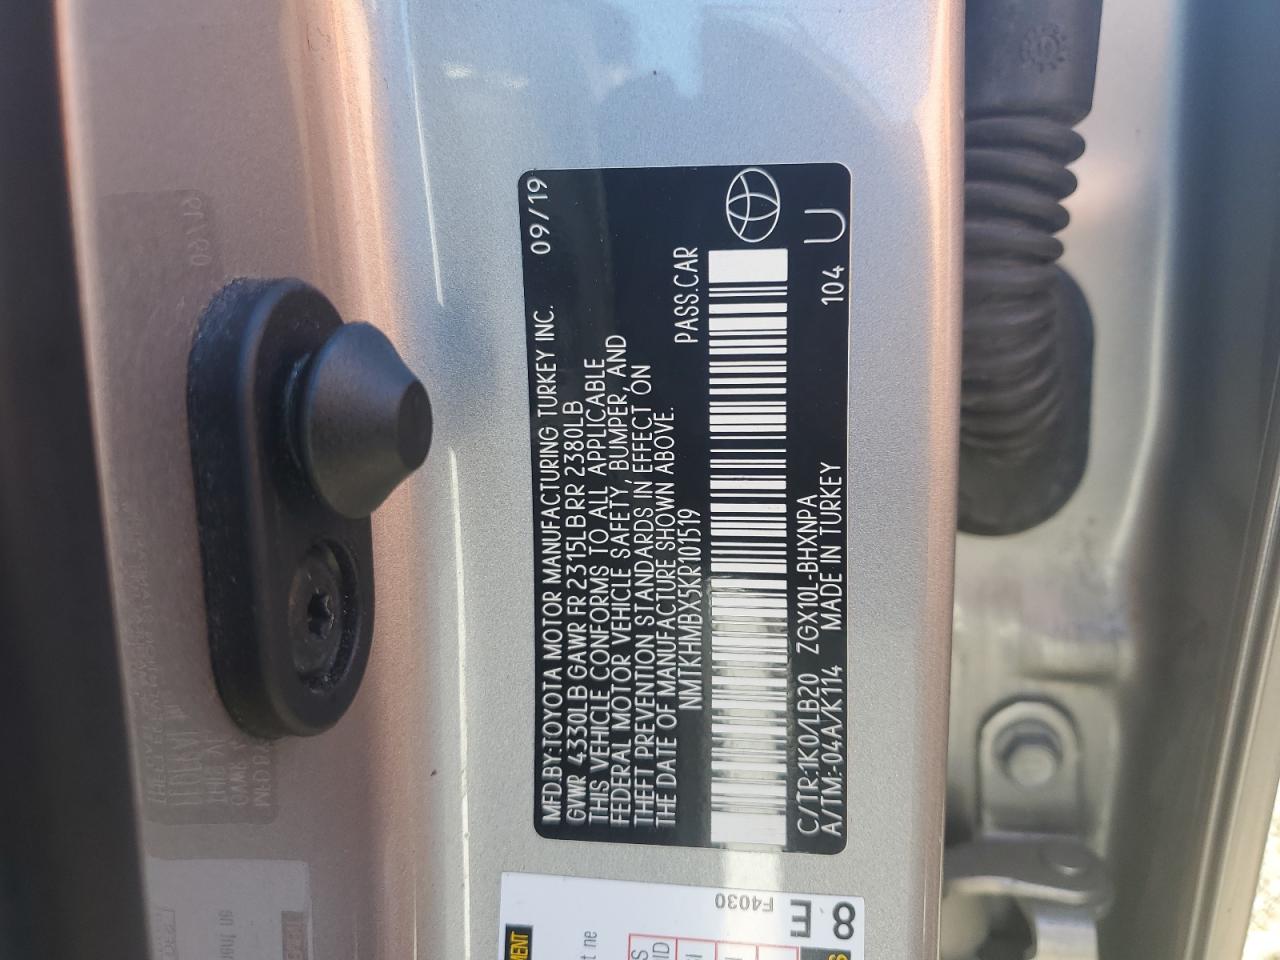 MFD.BY:TOYOTA MOTOR MANUFACTURING TURKEY INC. 09/19
GVWR 4330LB GAWR FR 2315LB RR 2380LB
THIS VEHICLE CONFORMS TO ALL APPLICABLE
FEDERAL MOTOR VEHICLE SAFETY, BUMPER, AND
THEFT PREVENTION STANDARDS IN EFFECT ON
THE DATE OF MANUFACTURE SHOWN ABOVE.
NMTKHMBX5KR101519 PASS.CAR
C/TR:1K0/LB20 ZGX10L-BHXNPA
A/TM:-04A/K114 MADE IN TURKEY 104 U
F4030
8
E